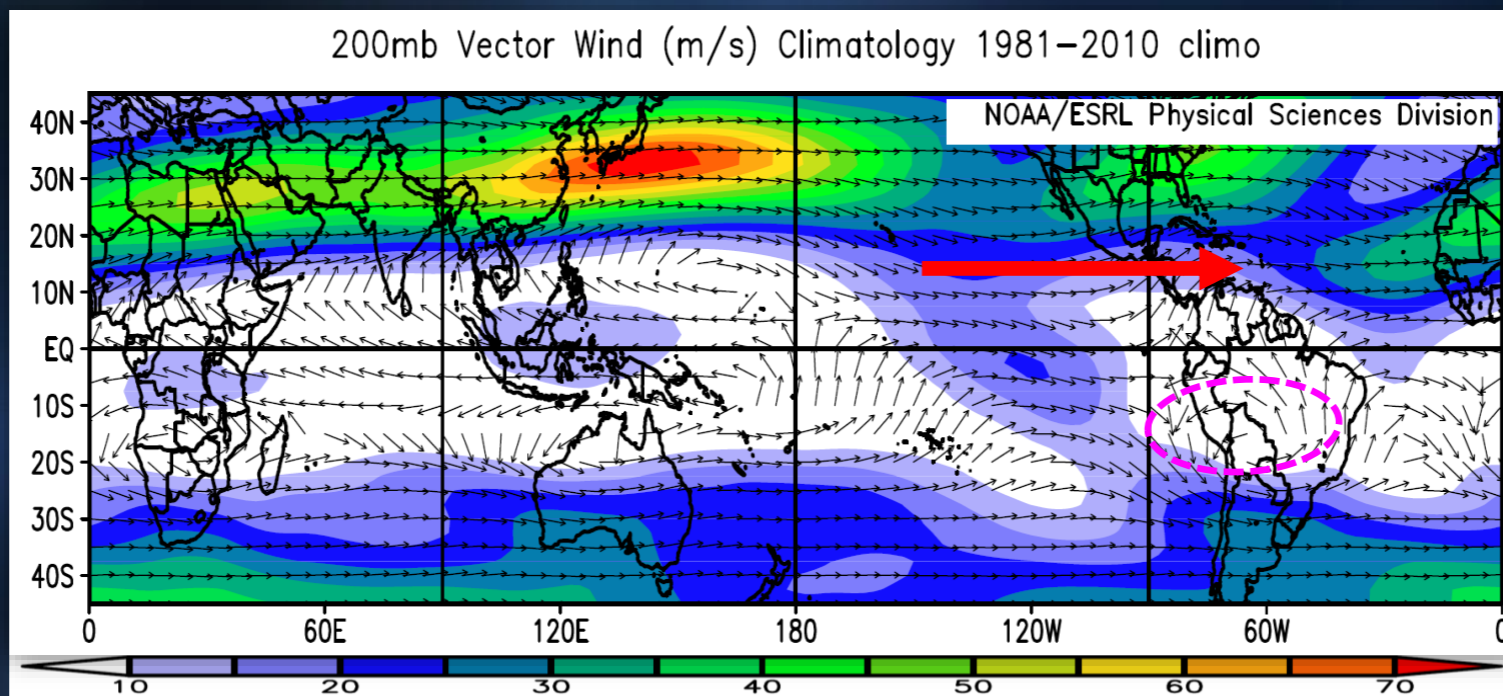 200mb Vector Wind (m/s) Climatology 1981−2010 climo
NOAA/ESRL Physical Sciences Division
40N
30N
20N
10N
EQ
10S
20S
30S
40S
0 60E 120E 180 120W 60W 0
10 20 30 40 50 60 70